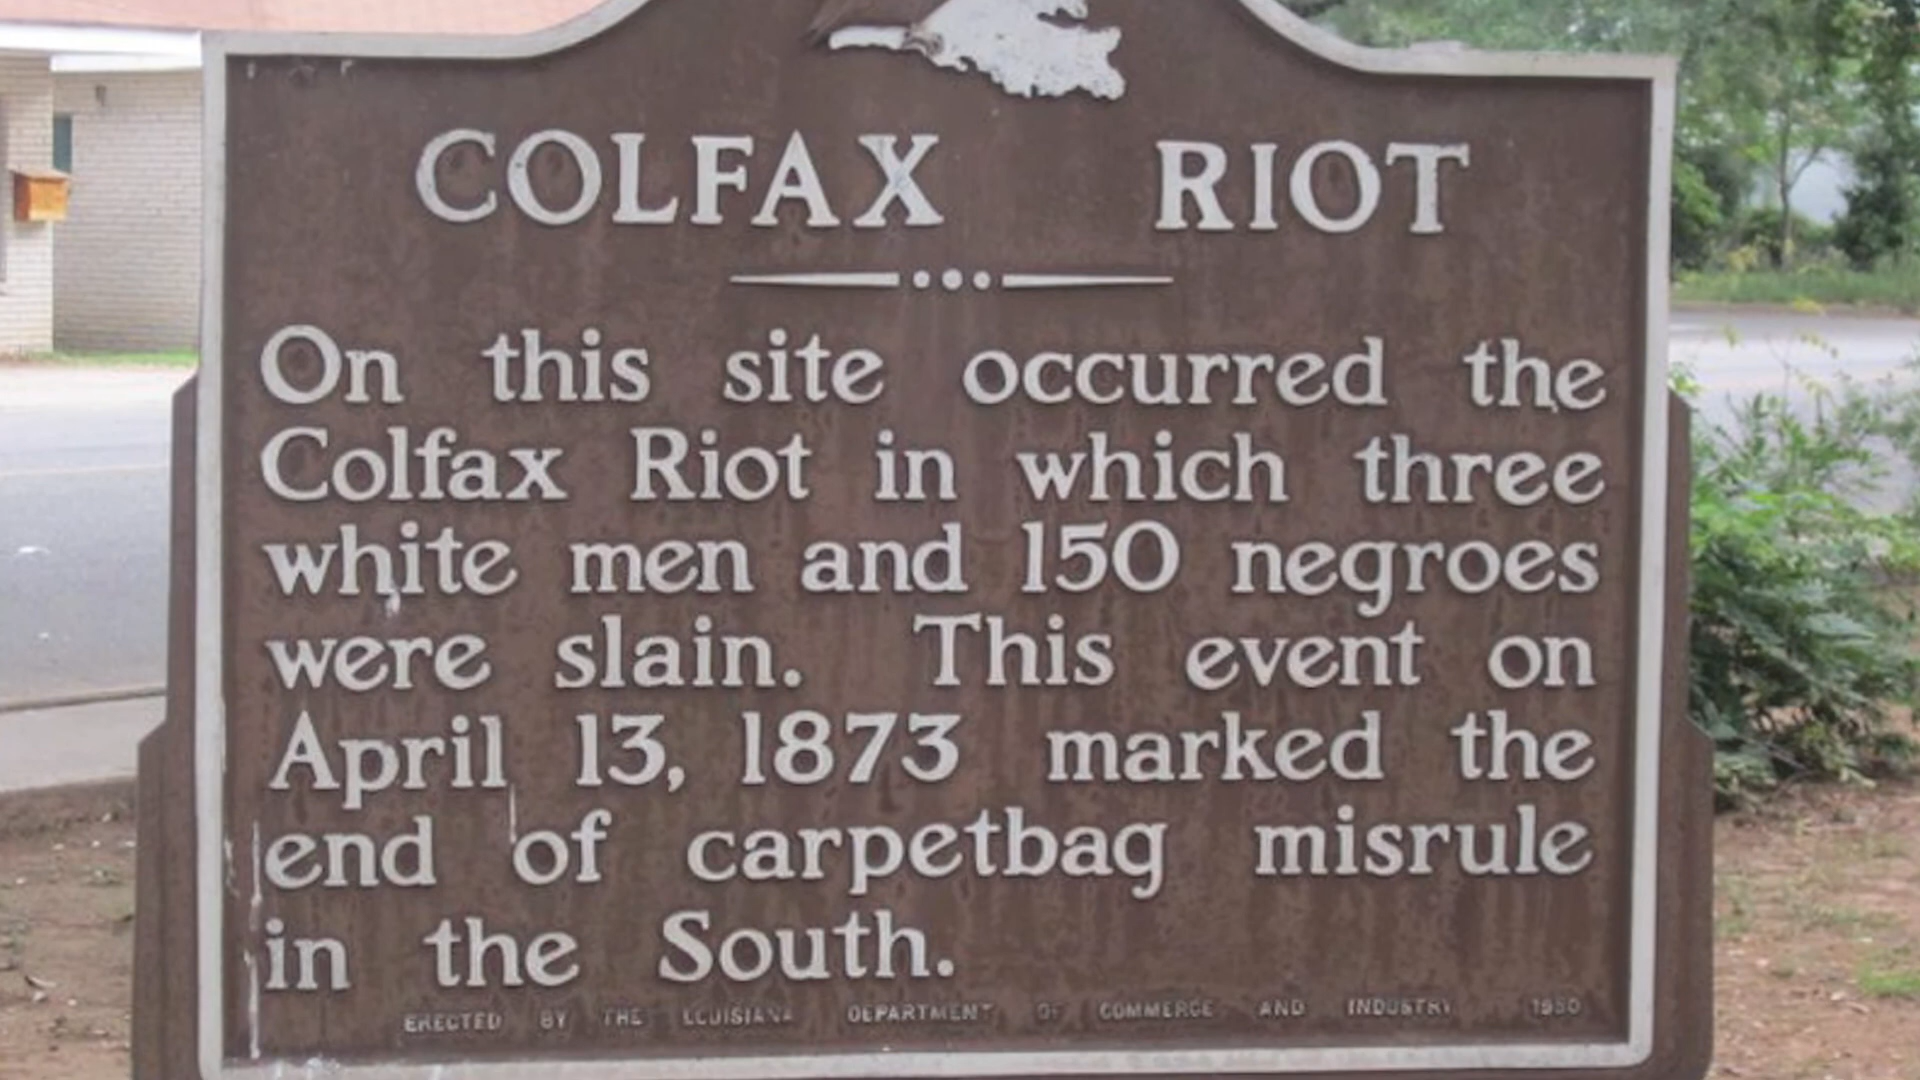 COLFAX RIOT
On this site occurred the
Colfax Riot in which three
white men and 150 negroes
were slain. This event on
April 13, 1873 marked the
end of carpetbag misrule
in the South.
ERECTED BY THE LOUISIANA DEPARTMENT OF COMMERCE AND INDUSTRY 1950